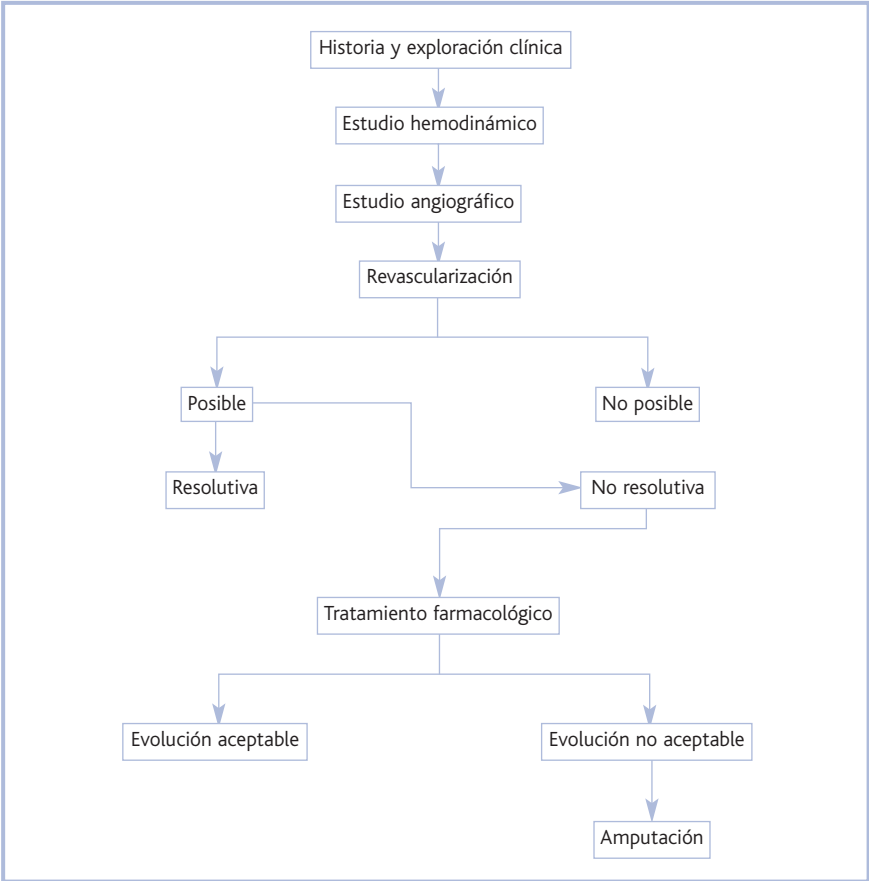 Historia y exploración clínica
Estudio hemodinámico
Estudio angiográfico
Revascularización
Posible
No posible
Resolutiva
No resolutiva
Tratamiento farmacológico
Evolución aceptable
Evolución no aceptable
Amputación